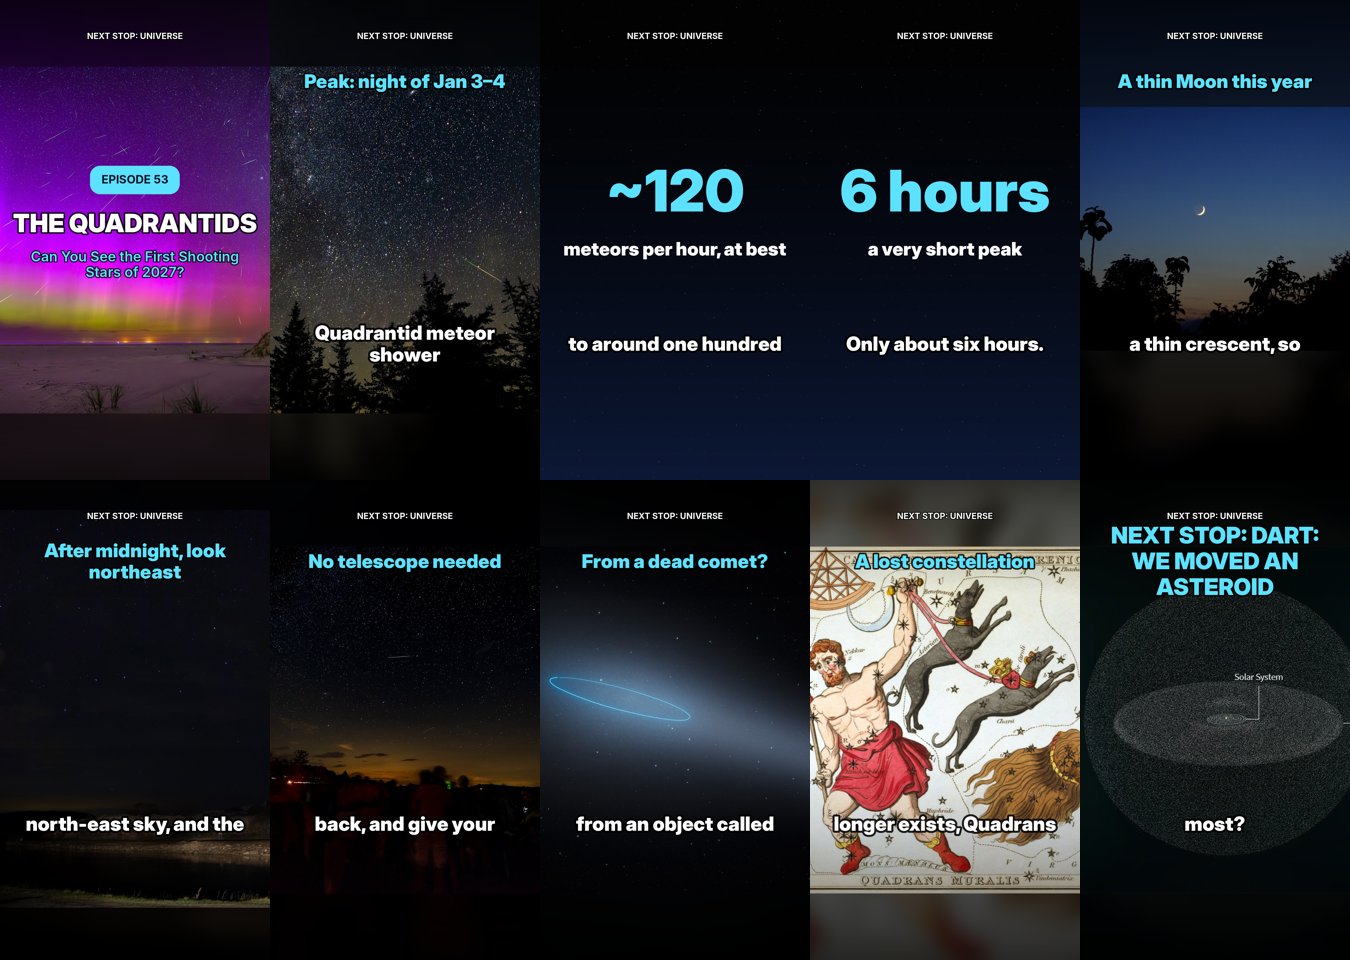 NEXT STOP: UNIVERSE
EPISODE 53
THE QUADRANTIDS
Can You See the First Shooting
Stars of 2027?
NEXT STOP: UNIVERSE
Peak: night of Jan 3–4
Quadrantid meteor
shower
NEXT STOP: UNIVERSE
~120
meteors per hour, at best
to around one hundred
NEXT STOP: UNIVERSE
6 hours
a very short peak
Only about six hours.
NEXT STOP: UNIVERSE
A thin Moon this year
a thin crescent, so
NEXT STOP: UNIVERSE
After midnight, look
northeast
north-east sky, and the
NEXT STOP: UNIVERSE
No telescope needed
back, and give your
NEXT STOP: UNIVERSE
From a dead comet?
from an object called
NEXT STOP: UNIVERSE
A lost constellation
longer exists, Quadrans
MONS MÆNALUS
QUADRANS MURALIS
NEXT STOP: UNIVERSE
NEXT STOP: DART:
WE MOVED AN
ASTEROID
Solar System
most?